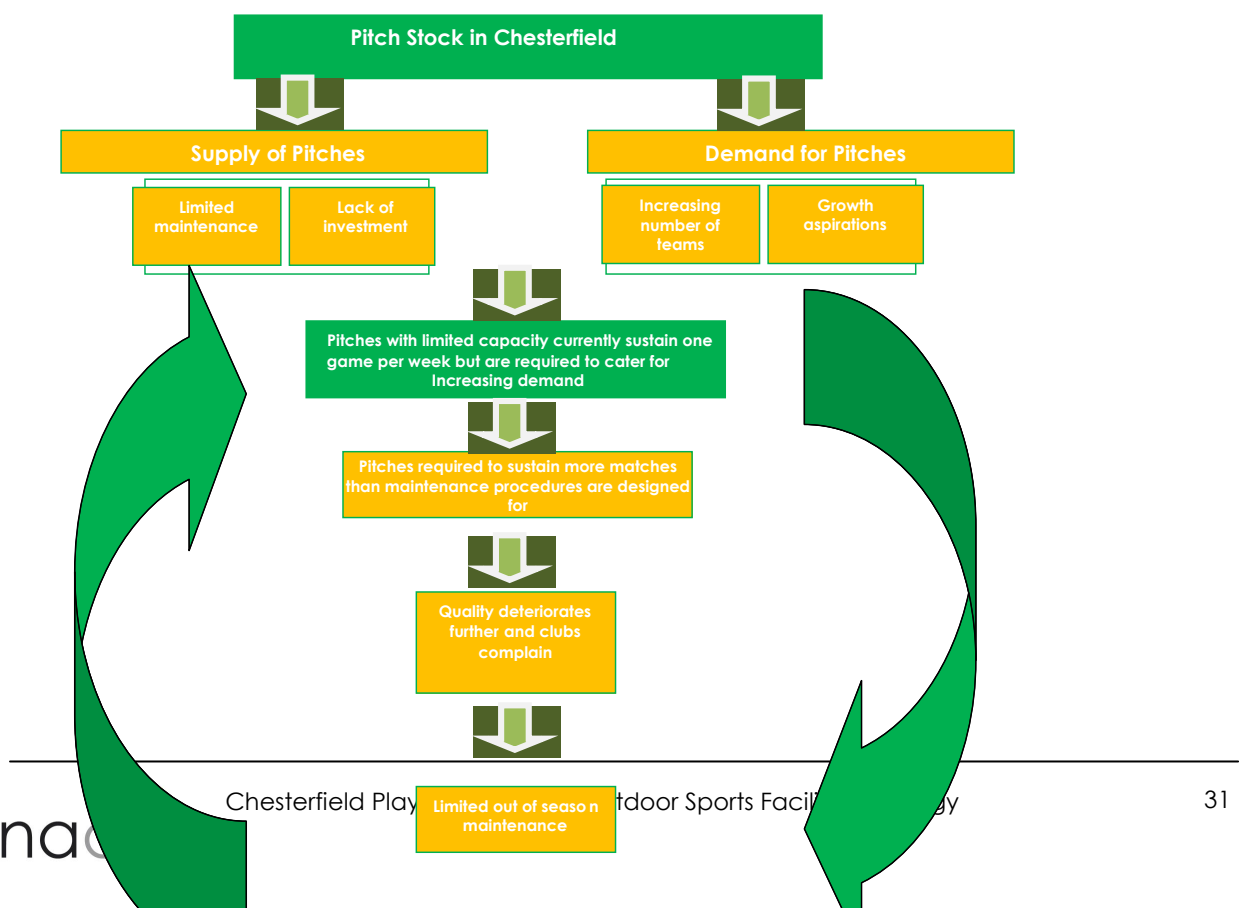 Pitch Stock in Chesterfield
Supply of Pitches
Demand for Pitches
Limited
maintenance
Lack of
investment
Increasing
number of
teams
Growth
aspirations
Pitches with limited capacity currently sustain one
game per week but are required to cater for
Increasing demand
Pitches required to sustain more matches
than maintenance procedures are designed
for
Quality deteriorates
further and clubs
complain
Limited out of season
maintenance
Chesterfield Play tdoor Sports Facili gy
31